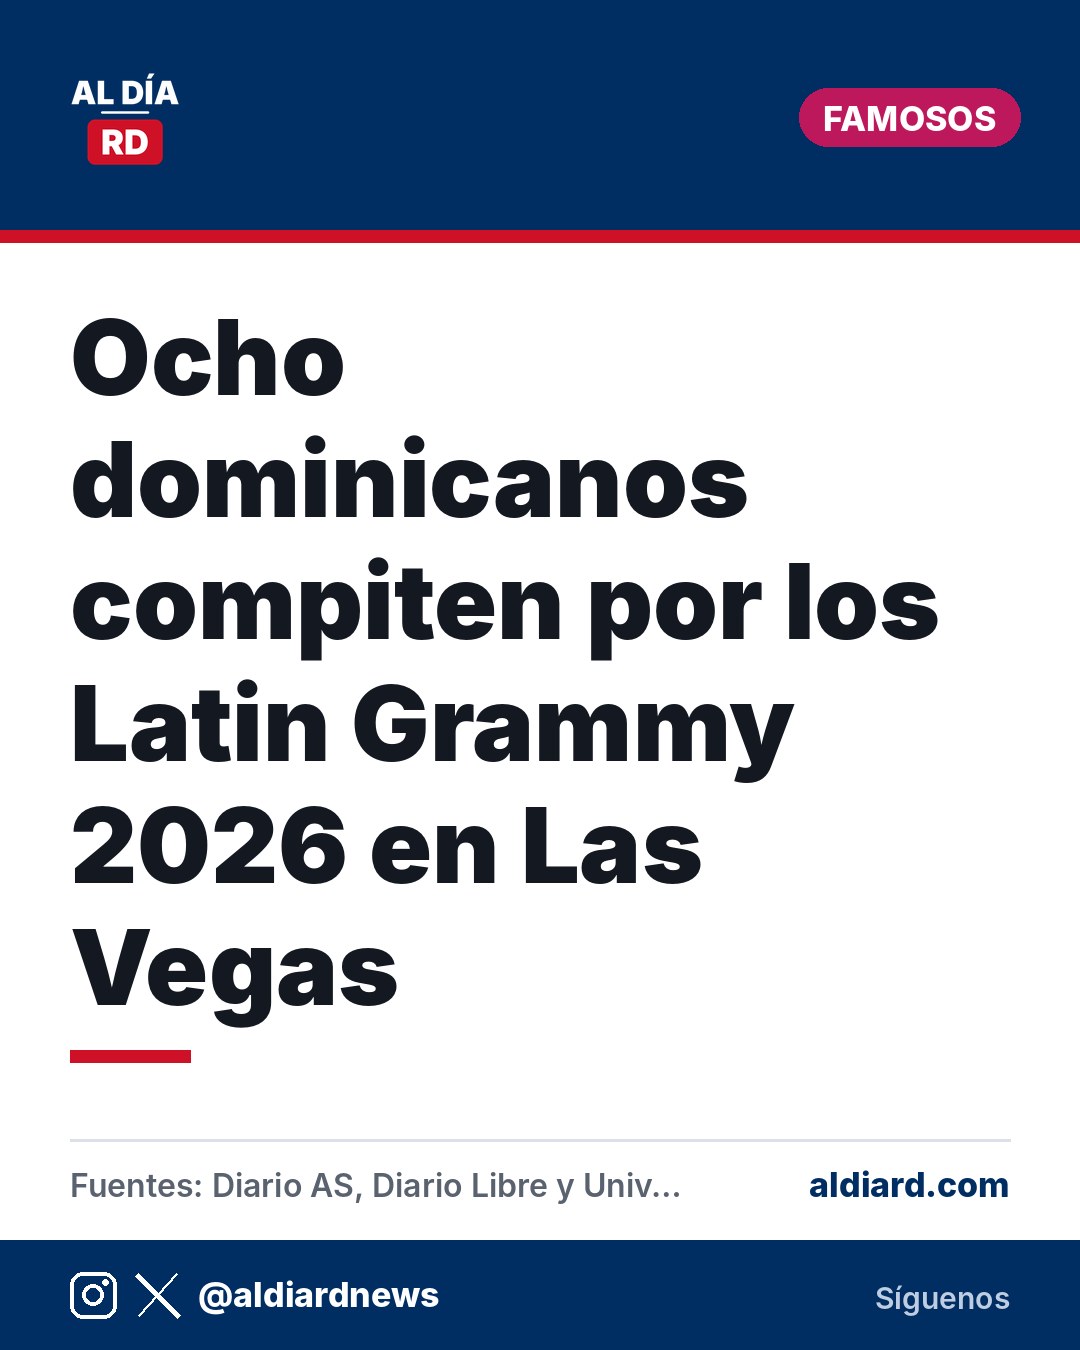 AL DÍA
RD
FAMOSOS
Ocho
dominicanos
compiten por los
Latin Grammy
2026 en Las
Vegas
Fuentes: Diario AS, Diario Libre y Univ...
aldiard.com
@aldiardnews
Síguenos